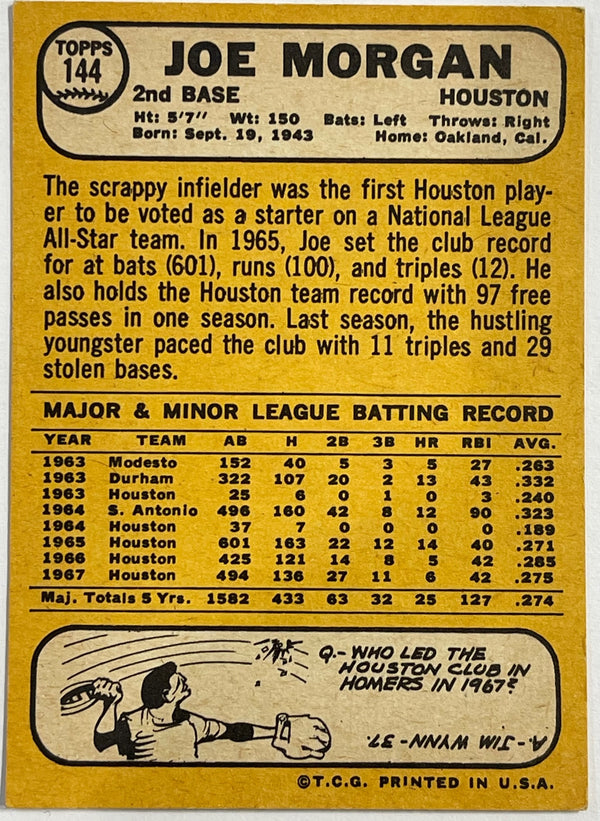 TOPPS
144
JOE MORGAN
2nd BASE HOUSTON
Ht: 5'7" Wt: 150 Bats: Left Throws: Right
Born: Sept. 19, 1943 Home: Oakland, Cal.
The scrappy infielder was the first Houston play-
er to be voted as a starter on a National League
All-Star team. In 1965, Joe set the club record
for at bats (601), runs (100), and triples (12). He
also holds the Houston team record with 97 free
passes in one season. Last season, the hustling
youngster paced the club with 11 triples and 29
stolen bases.
MAJOR & MINOR LEAGUE BATTING RECORD
YEAR TEAM AB H 2B 3B HR RBI AVG.
1963 Modesto 152 40 5 3 5 27 .263
1963 Durham 322 107 20 2 13 43 .332
1963 Houston 25 6 0 1 0 3 .240
1964 S. Antonio 496 160 42 8 12 90 .323
1964 Houston 37 7 0 0 0 0 .189
1965 Houston 601 163 22 12 14 40 .271
1966 Houston 425 121 14 8 5 42 .285
1967 Houston 494 136 27 11 6 42 .275
Maj. Totals 5 Yrs. 1582 433 63 32 25 127 .274
Q.- WHO LED THE
HOUSTON CLUB IN
HOMERS IN 1967?
A.- JIM WYNN - 37.
©T.C.G. PRINTED IN U.S.A.